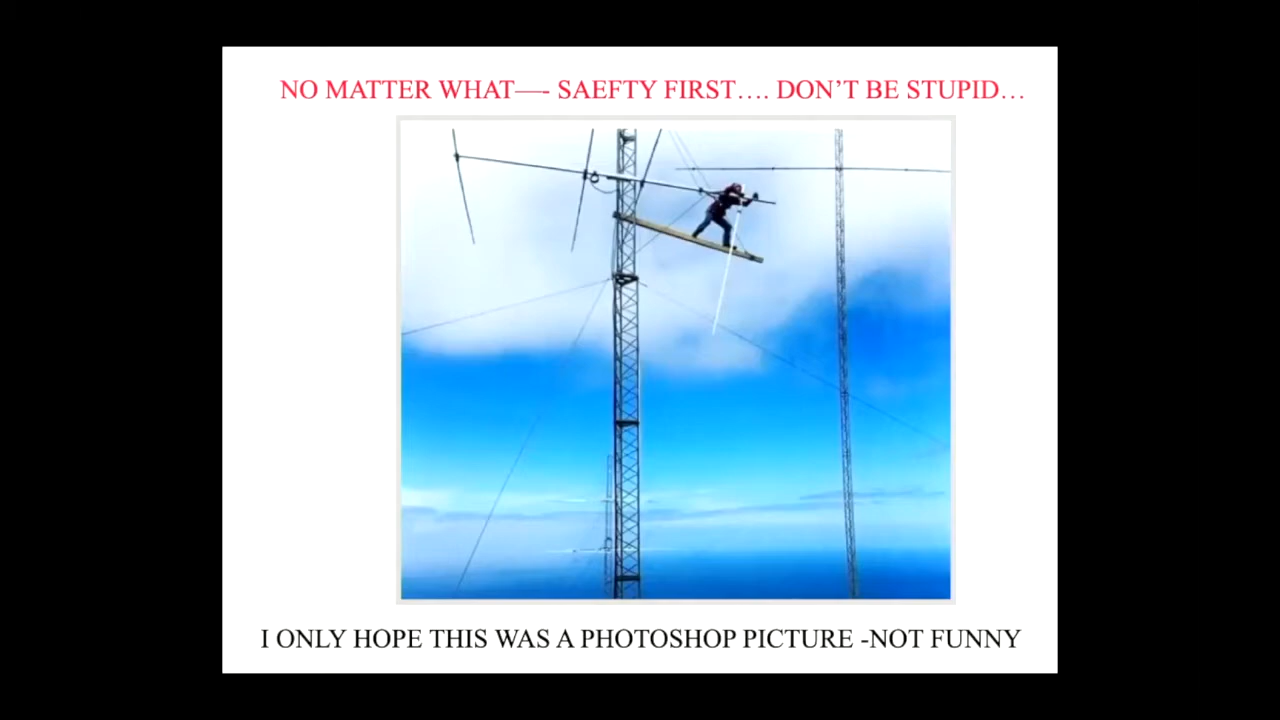 NO MATTER WHAT—- SAEFTY FIRST…. DON’T BE STUPID…
I ONLY HOPE THIS WAS A PHOTOSHOP PICTURE -NOT FUNNY